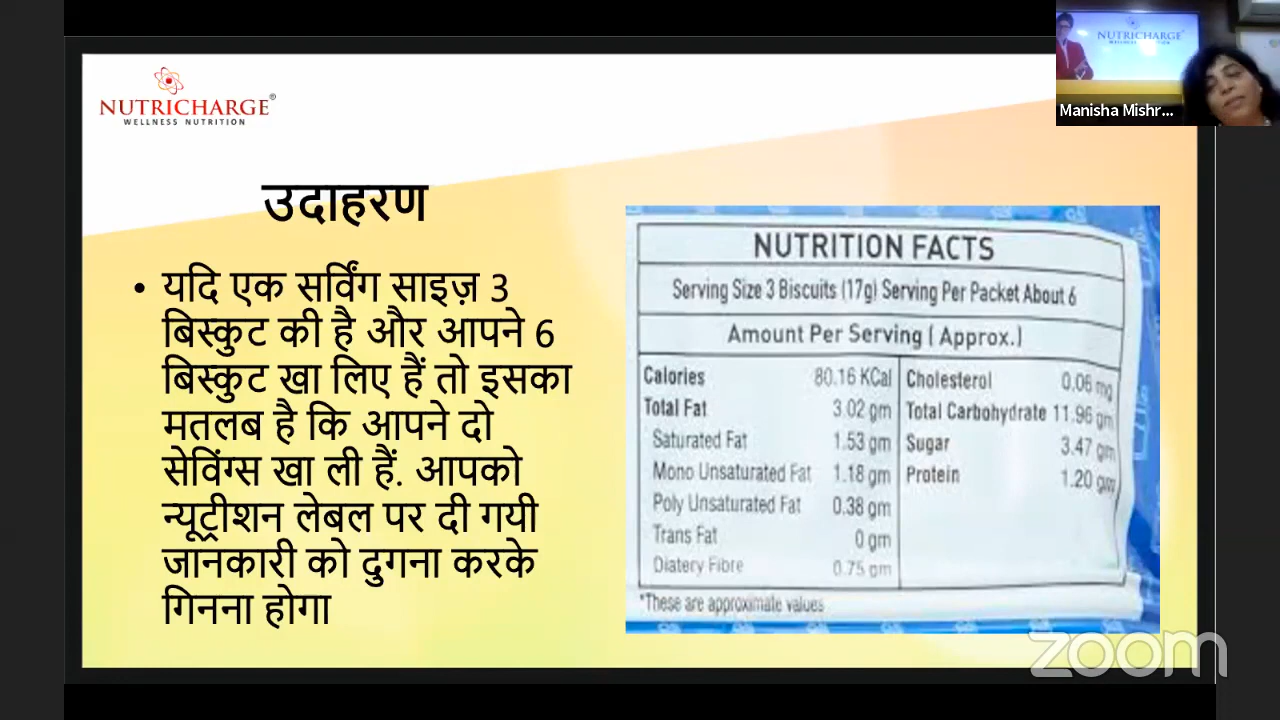 NUTRICHARGE®
WELLNESS NUTRITION
NUTRICHARGE
Manisha Mishr...
उदाहरण
• यदि एक सर्विंग साइज़ 3
बिस्कुट की है और आपने 6
बिस्कुट खा लिए हैं तो इसका
मतलब है कि आपने दो
सेविंग्स खा ली हैं. आपको
न्यूट्रीशन लेबल पर दी गयी
जानकारी को दुगना करके
गिनना होगा
NUTRITION FACTS
Serving Size 3 Biscuits (17g) Serving Per Packet About 6
Amount Per Serving ( Approx.)
Calories 80.16 KCal
Total Fat 3.02 gm
Saturated Fat 1.53 gm
Mono Unsaturated Fat 1.18 gm
Poly Unsaturated Fat 0.38 gm
Trans Fat 0 gm
Diatery Fibre 0.75 gm
Cholesterol 0.06 mg
Total Carbohydrate 11.96 gm
Sugar 3.47 gm
Protein 1.20 gm
*These are approximate values
zoom